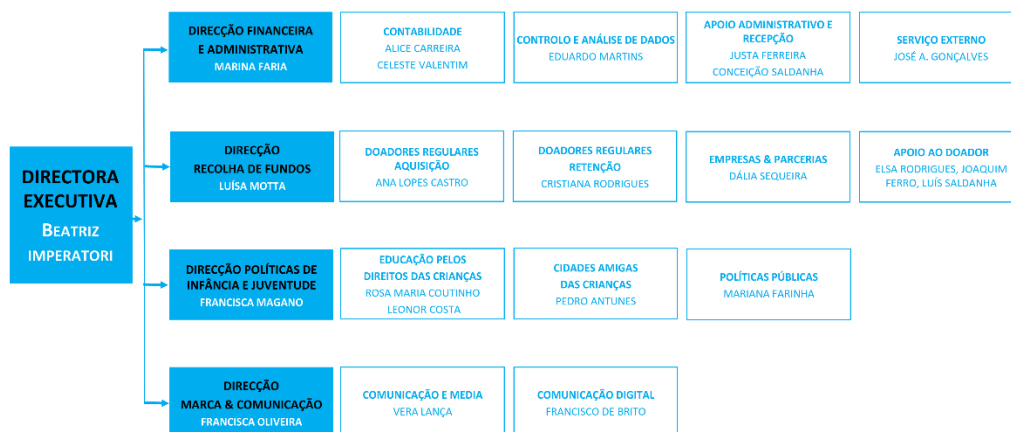 DIRECÇÃO FINANCEIRA
E ADMINISTRATIVA
MARINA FARIA
CONTABILIDADE
ALICE CARREIRA
CELESTE VALENTIM
CONTROLO E ANÁLISE DE DADOS
EDUARDO MARTINS
APOIO ADMINISTRATIVO E
RECEPÇÃO
JUSTA FERREIRA
CONCEIÇÃO SALDANHA
SERVIÇO EXTERNO
JOSÉ A. GONÇALVES
DIRECTORA
EXECUTIVA
BEATRIZ
IMPERATORI
DIRECÇÃO
RECOLHA DE FUNDOS
LUÍSA MOTTA
DOADORES REGULARES
AQUISIÇÃO
ANA LOPES CASTRO
DOADORES REGULARES
RETENÇÃO
CRISTIANA RODRIGUES
EMPRESAS & PARCERIAS
DÁLIA SEQUEIRA
APOIO AO DOADOR
ELSA RODRIGUES, JOAQUIM
FERRO, LUÍS SALDANHA
DIRECÇÃO POLÍTICAS DE
INFÂNCIA E JUVENTUDE
FRANCISCA MAGANO
EDUCAÇÃO PELOS
DIREITOS DAS CRIANÇAS
ROSA MARIA COUTINHO
LEONOR COSTA
CIDADES AMIGAS
DAS CRIANÇAS
PEDRO ANTUNES
POLÍTICAS PÚBLICAS
MARIANA FARINHA
DIRECÇÃO
MARCA & COMUNICAÇÃO
FRANCISCA OLIVEIRA
COMUNICAÇÃO E MEDIA
VERA LANÇA
COMUNICAÇÃO DIGITAL
FRANCISCO DE BRITO